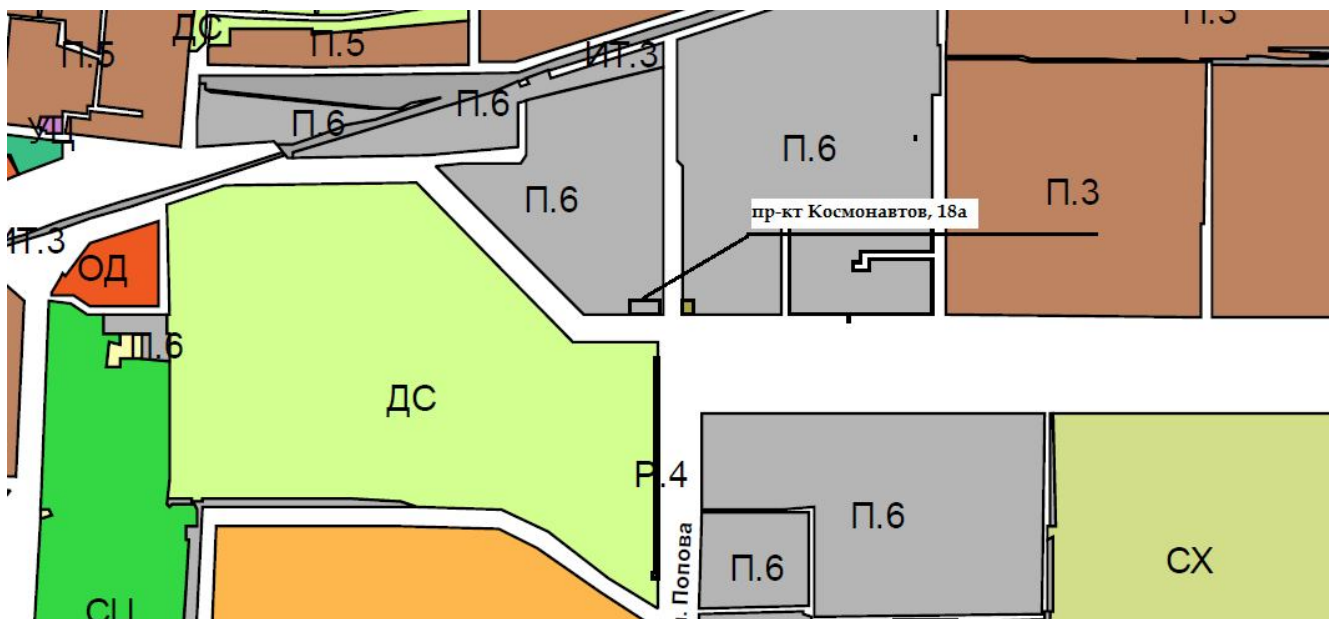 ДС
П.3
П.5
П.5
ИТ.3
П.6
П.6
УД
П.6
П.3
П.6
пр-кт Космонавтов, 18а
ИТ.3
ОД
П.6
ДС
Р.4
П.6
П.6
СХ
. Попова